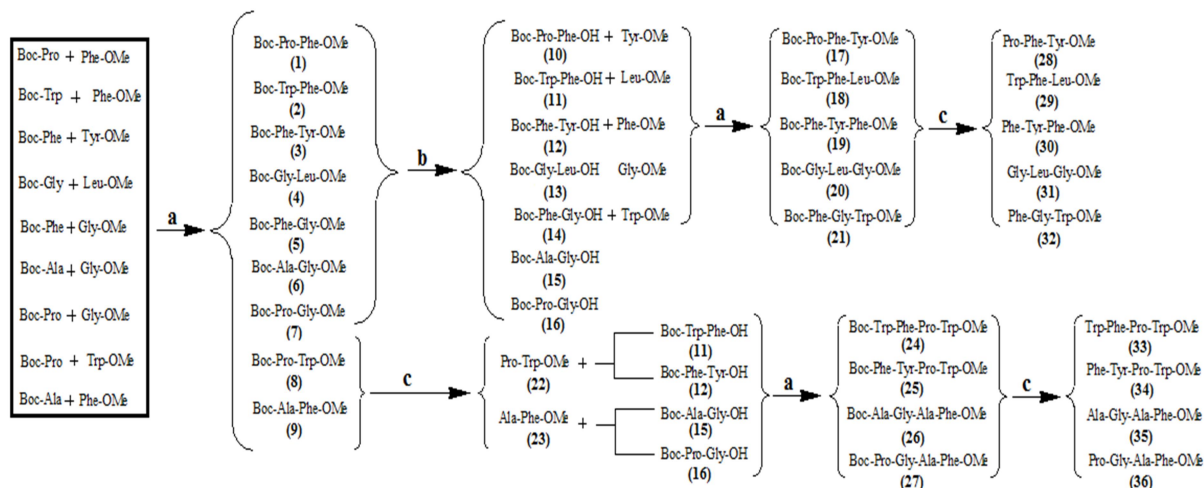 Boc-Pro + Phe-OMe
Boc-Trp + Phe-OMe
Boc-Phe + Tyr-OMe
Boc-Gly + Leu-OMe
Boc-Phe + Gly-OMe
Boc-Ala + Gly-OMe
Boc-Pro + Gly-OMe
Boc-Pro + Trp-OMe
Boc-Ala + Phe-OMe
a
Boc-Pro-Phe-OMe
(1)
Boc-Trp-Phe-OMe
(2)
Boc-Phe-Tyr-OMe
(3)
Boc-Gly-Leu-OMe
(4)
Boc-Phe-Gly-OMe
(5)
Boc-Ala-Gly-OMe
(6)
Boc-Pro-Gly-OMe
(7)
Boc-Pro-Trp-OMe
(8)
Boc-Ala-Phe-OMe
(9)
b
Boc-Pro-Phe-OH + Tyr-OMe
(10)
Boc-Trp-Phe-OH + Leu-OMe
(11)
Boc-Phe-Tyr-OH + Phe-OMe
(12)
Boc-Gly-Leu-OH Gly-OMe
(13)
Boc-Phe-Gly-OH + Trp-OMe
(14)
Boc-Ala-Gly-OH
(15)
Boc-Pro-Gly-OH
(16)
a
Boc-Pro-Phe-Tyr-OMe
(17)
Boc-Trp-Phe-Leu-OMe
(18)
Boc-Phe-Tyr-Phe-OMe
(19)
Boc-Gly-Leu-Gly-OMe
(20)
Boc-Phe-Gly-Trp-OMe
(21)
c
Pro-Phe-Tyr-OMe
(28)
Trp-Phe-Leu-OMe
(29)
Phe-Tyr-Phe-OMe
(30)
Gly-Leu-Gly-OMe
(31)
Phe-Gly-Trp-OMe
(32)
c
Pro-Trp-OMe +
(22)
Ala-Phe-OMe +
(23)
Boc-Trp-Phe-OH
(11)
Boc-Phe-Tyr-OH
(12)
Boc-Ala-Gly-OH
(15)
Boc-Pro-Gly-OH
(16)
a
Boc-Trp-Phe-Pro-Trp-OMe
(24)
Boc-Phe-Tyr-Pro-Trp-OMe
(25)
Boc-Ala-Gly-Ala-Phe-OMe
(26)
Boc-Pro-Gly-Ala-Phe-OMe
(27)
c
Trp-Phe-Pro-Trp-OMe
(33)
Phe-Tyr-Pro-Trp-OMe
(34)
Ala-Gly-Ala-Phe-OMe
(35)
Pro-Gly-Ala-Phe-OMe
(36)